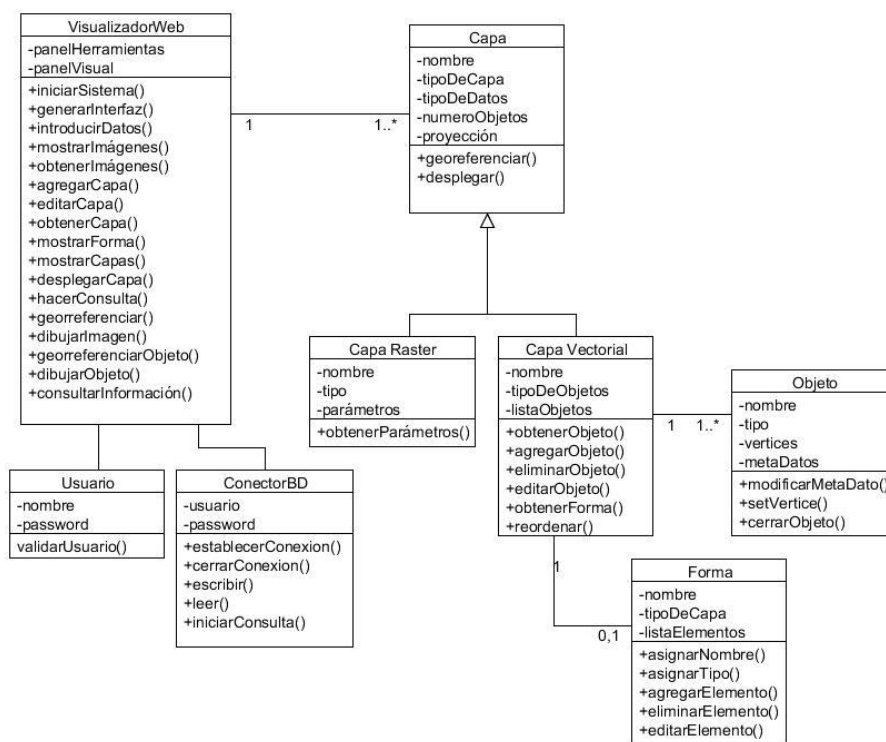 VisualizadorWeb
-panelHerramientas
-panelVisual
+iniciarSistema()
+generarInterfaz()
+introducirDatos()
+mostrarImágenes()
+obtenerImágenes()
+agregarCapa()
+editarCapa()
+obtenerCapa()
+mostrarForma()
+mostrarCapas()
+desplegarCapa()
+hacerConsulta()
+georreferenciar()
+dibujarImagen()
+georreferenciarObjeto()
+dibujarObjeto()
+consultarInformación()
1
1..*
Capa
-nombre
-tipoDeCapa
-tipoDeDatos
-numeroObjetos
-proyección
+georeferenciar()
+desplegar()
Capa Raster
-nombre
-tipo
-parámetros
+obtenerParámetros()
Capa Vectorial
-nombre
-tipoDeObjetos
-listaObjetos
+obtenerObjeto()
+agregarObjeto()
+eliminarObjeto()
+editarObjeto()
+obtenerForma()
+reordenar()
1
1..*
Objeto
-nombre
-tipo
-vertices
-metaDatos
+modificarMetaDato()
+setVertice()
+cerrarObjeto()
Usuario
-nombre
-password
validarUsuario()
ConectorBD
-usuario
-password
+establecerConexion()
+cerrarConexion()
+escribir()
+leer()
+iniciarConsulta()
1
0,1
Forma
-nombre
-tipoDeCapa
-listaElementos
+asignarNombre()
+asignarTipo()
+agregarElemento()
+eliminarElemento()
+editarElemento()